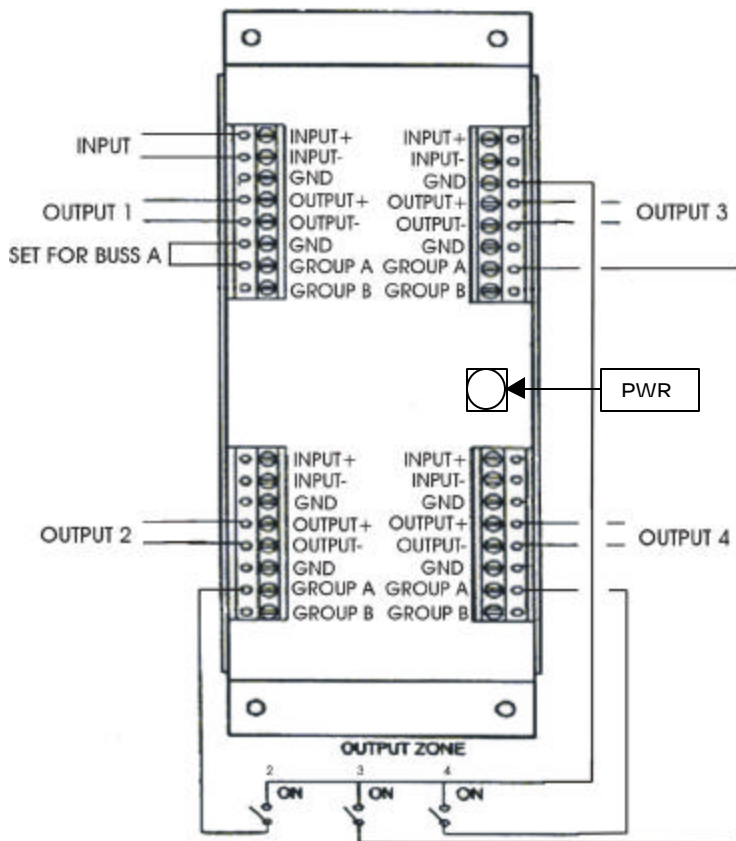 INPUT
OUTPUT 1
SET FOR BUSS A
INPUT+
INPUT-
GND
OUTPUT+
OUTPUT-
GND
GROUP A
GROUP B
INPUT+
INPUT-
GND
OUTPUT+
OUTPUT-
GND
GROUP A
GROUP B
OUTPUT 3
PWR
OUTPUT 2
INPUT+
INPUT-
GND
OUTPUT+
OUTPUT-
GND
GROUP A
GROUP B
INPUT+
INPUT-
GND
OUTPUT+
OUTPUT-
GND
GROUP A
GROUP B
OUTPUT 4
OUTPUT ZONE
2 3 4
ON ON ON